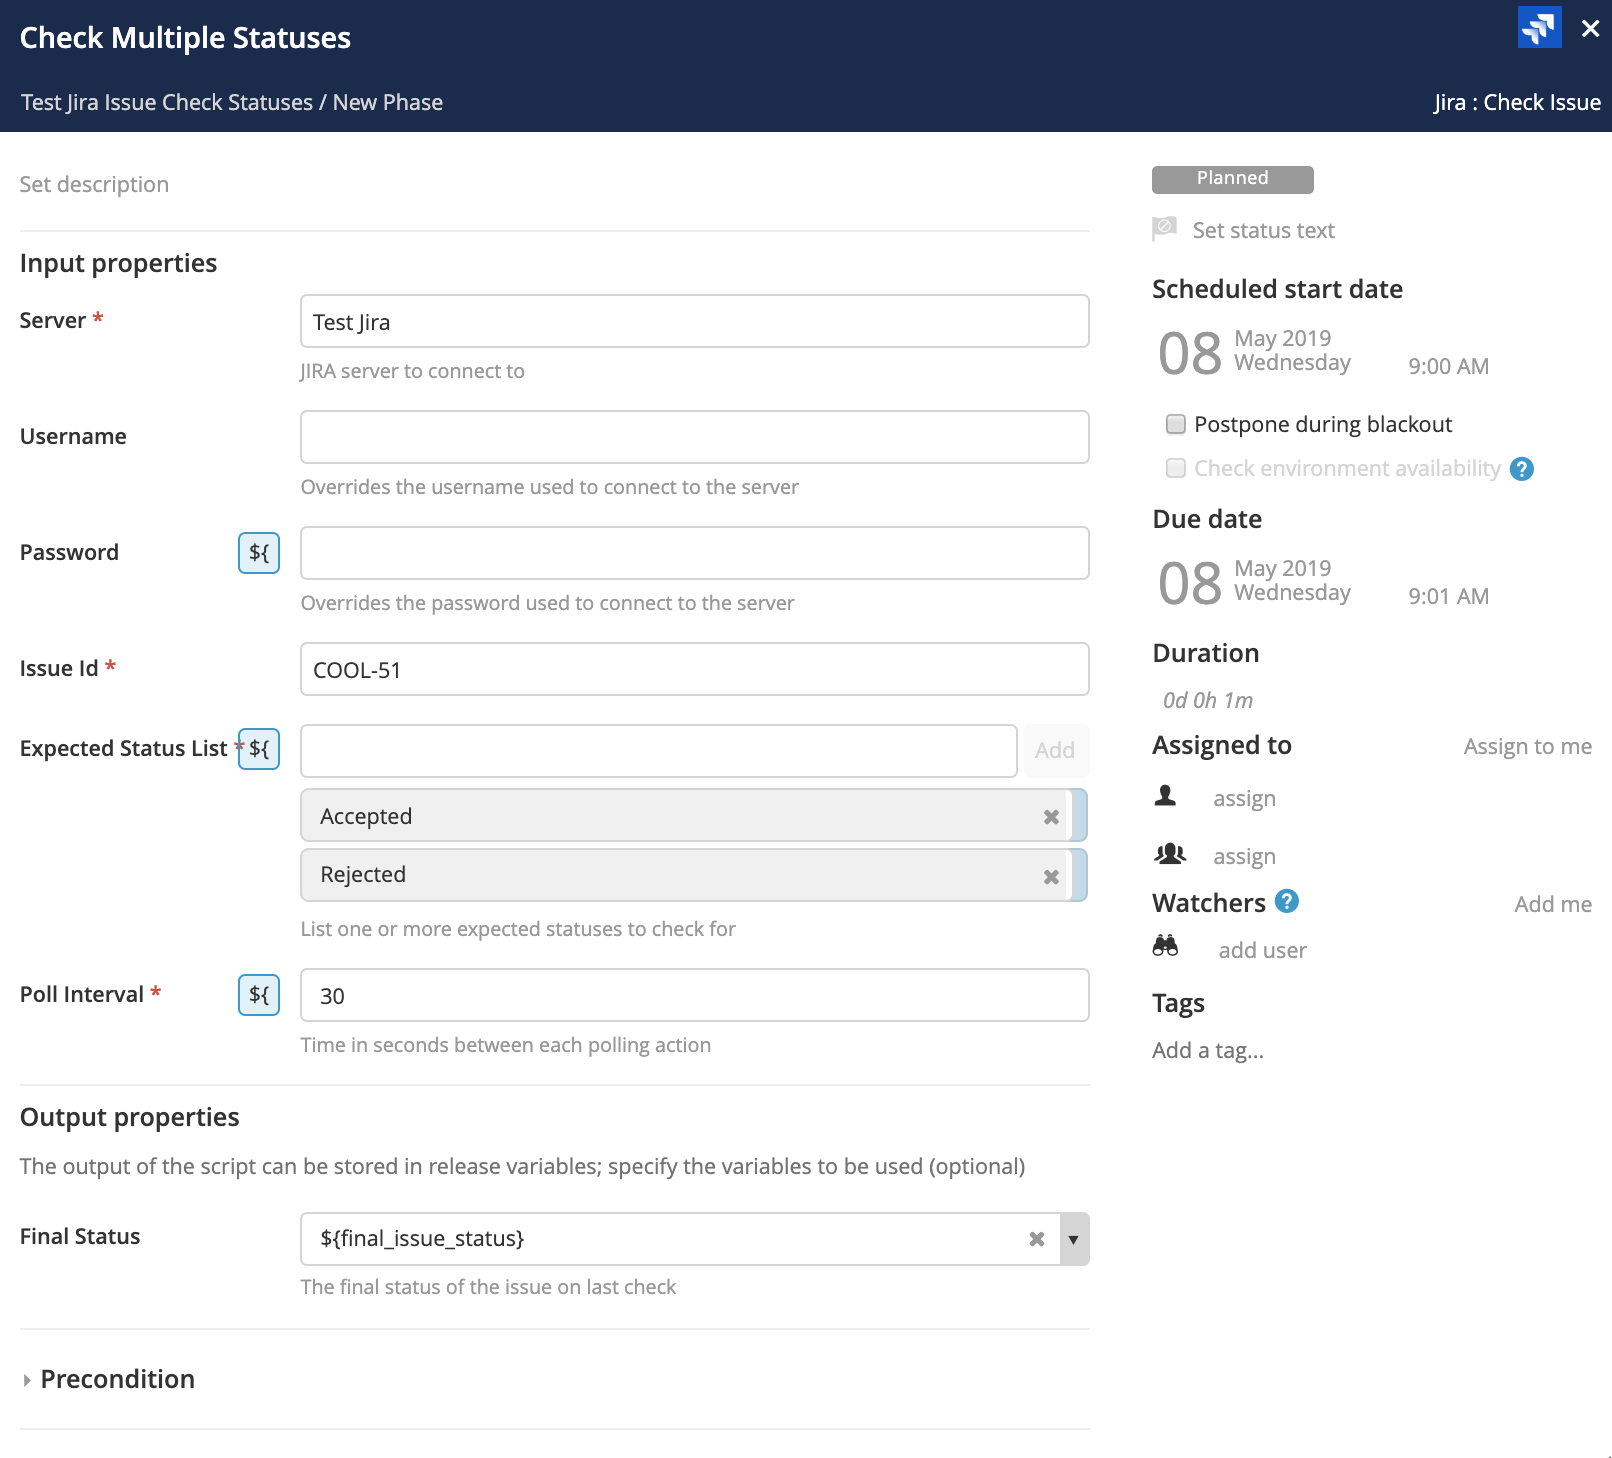 Check Multiple Statuses
Test Jira Issue Check Statuses / New Phase
Jira : Check Issue
Set description
Input properties
Server *
Test Jira
JIRA server to connect to
Username
Overrides the username used to connect to the server
Password
${
Overrides the password used to connect to the server
Issue Id *
COOL-51
Expected Status List *
${
Add
Accepted
Rejected
List one or more expected statuses to check for
Poll Interval *
${
30
Time in seconds between each polling action
Output properties
The output of the script can be stored in release variables; specify the variables to be used (optional)
Final Status
${final_issue_status}
The final status of the issue on last check
Precondition
Planned
Set status text
Scheduled start date
08
May 2019
Wednesday
9:00 AM
Postpone during blackout
Check environment availability ?
Due date
08
May 2019
Wednesday
9:01 AM
Duration
0d 0h 1m
Assigned to
Assign to me
assign
assign
Watchers ?
Add me
add user
Tags
Add a tag...